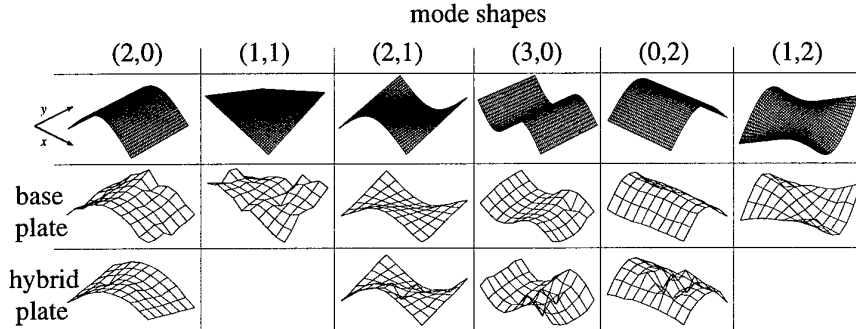 mode shapes
(2,0) (1,1) (2,1) (3,0) (0,2) (1,2)
y
x
base
plate
hybrid
plate